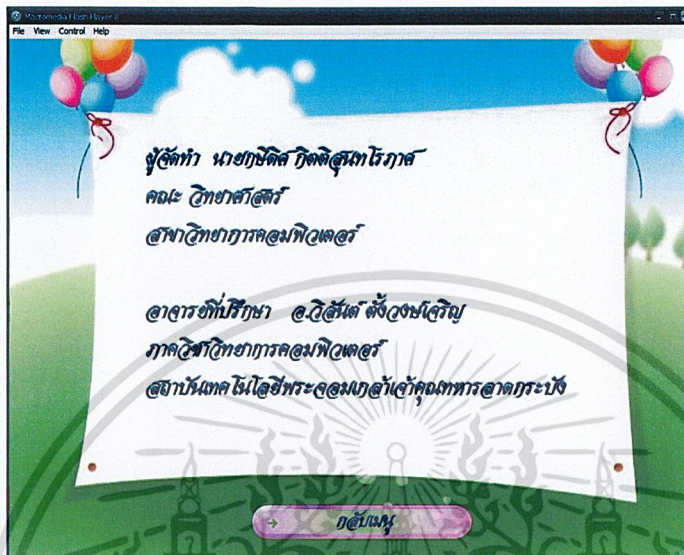 Macromedia Flash Player 8
File View Control Help
ผู้จัดทำ นายกษิดิศ กิตติสุนทโรภาศ
คณะ วิทยาศาสตร์
สาขาวิทยาการคอมพิวเตอร์
อาจารย์ที่ปรึกษา อ.วิสันต์ ตั้งวงษ์เจริญ
ภาควิชาวิทยาการคอมพิวเตอร์
สถาบันเทคโนโลยีพระจอมเกล้าเจ้าคุณทหารลาดกระบัง
กลับเมนู